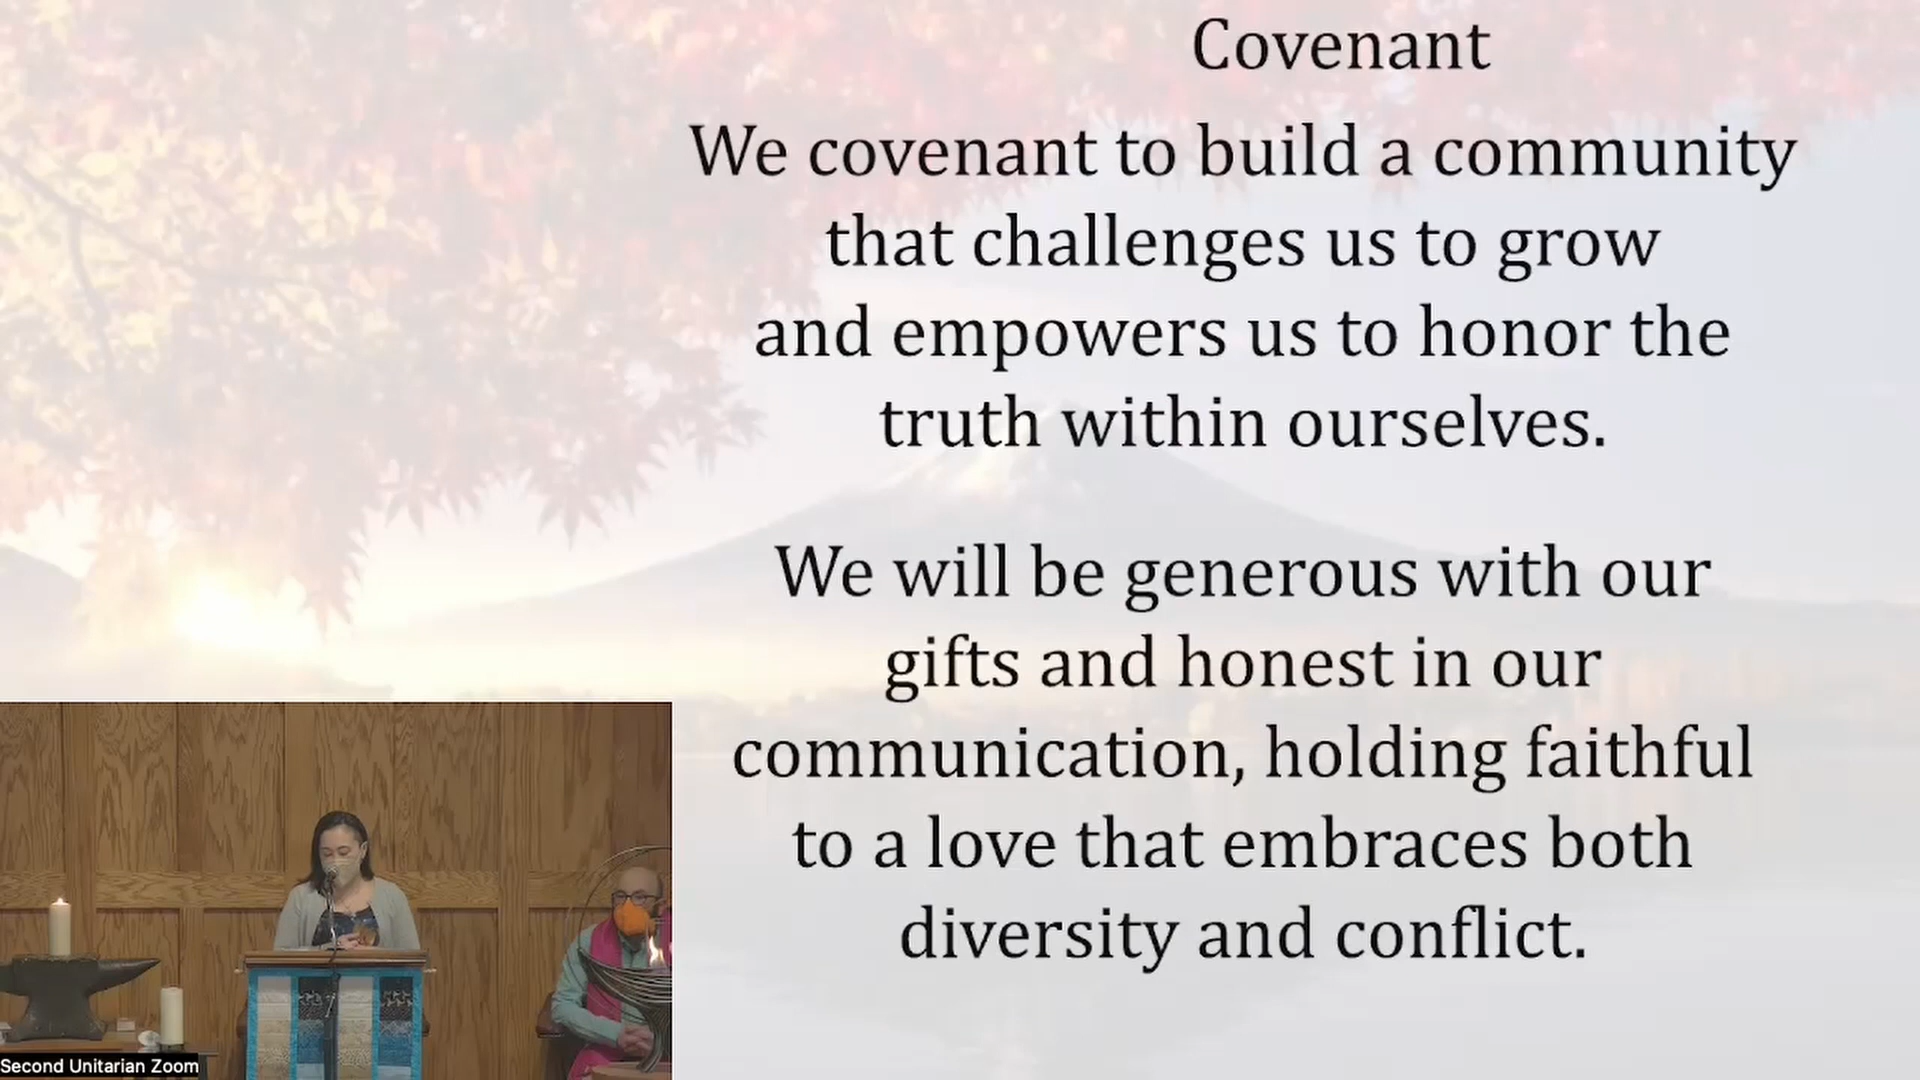 Covenant
We covenant to build a community
that challenges us to grow
and empowers us to honor the
truth within ourselves.
We will be generous with our
gifts and honest in our
communication, holding faithful
to a love that embraces both
diversity and conflict.
Second Unitarian Zoom